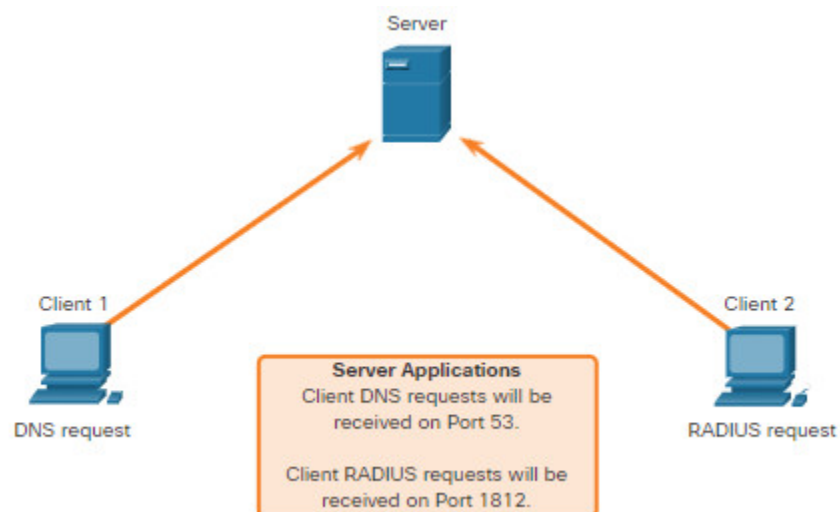 Server
Client 1
Client 2
DNS request
RADIUS request
Server Applications
Client DNS requests will be
received on Port 53.
Client RADIUS requests will be
received on Port 1812.